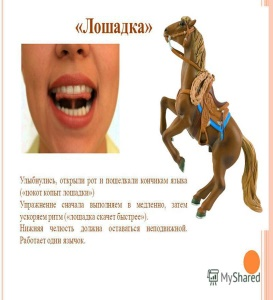 «Лошадка»
Улыбнулись, открыли рот и пощелкали кончиком языка
(«цокот копыт лошадки»)
Упражнение сначала выполняем в медленно, затем
ускоряем ритм («лошадка скачет быстрее»).
Нижняя челюсть должна оставаться неподвижной.
Работает один язычок.
MyShared